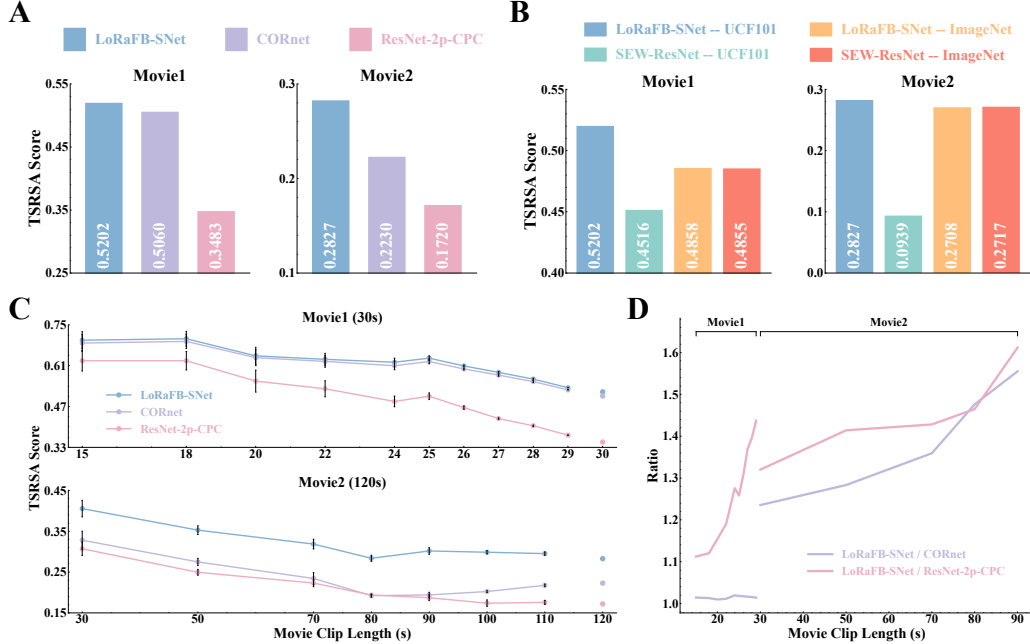 A
LoRaFB-SNet
CORnet
ResNet-2p-CPC
Movie1
Movie2
TSRSA Score
0.55
0.45
0.35
0.25
0.5202
0.5060
0.3483
0.3
0.2
0.1
0.2827
0.2230
0.1720
B
LoRaFB-SNet -- UCF101
LoRaFB-SNet -- ImageNet
SEW-ResNet -- UCF101
SEW-ResNet -- ImageNet
Movie1
Movie2
TSRSA Score
0.55
0.50
0.45
0.40
0.5202
0.4516
0.4858
0.4855
0.3
0.2
0.1
0.0
0.2827
0.0939
0.2708
0.2717
C
Movie1 (30s)
TSRSA Score
0.75
0.61
0.47
0.33
LoRaFB-SNet
CORnet
ResNet-2p-CPC
15 18 20 22 24 25 26 27 28 29 30
Movie2 (120s)
0.45
0.35
0.25
0.15
30 50 70 80 90 100 110 120
Movie Clip Length (s)
D
Movie1
Movie2
Ratio
1.6
1.5
1.4
1.3
1.2
1.1
1.0
LoRaFB-SNet / CORnet
LoRaFB-SNet / ResNet-2p-CPC
20 30 40 50 60 70 80 90
Movie Clip Length (s)